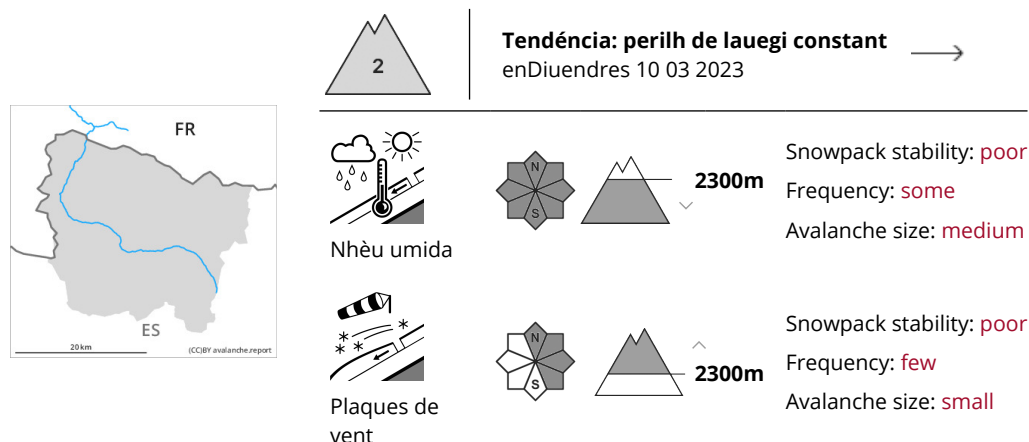 2
Tendéncia: perilh de lauegi constant
enDiuendres 10 03 2023
FR
ES
20 km
(CC)BY avalanche.report
N
S
2300m
Snowpack stability: poor
Frequency: some
Avalanche size: medium
Nhèu umida
N
S
2300m
Snowpack stability: poor
Frequency: few
Avalanche size: small
Plaques de
vent